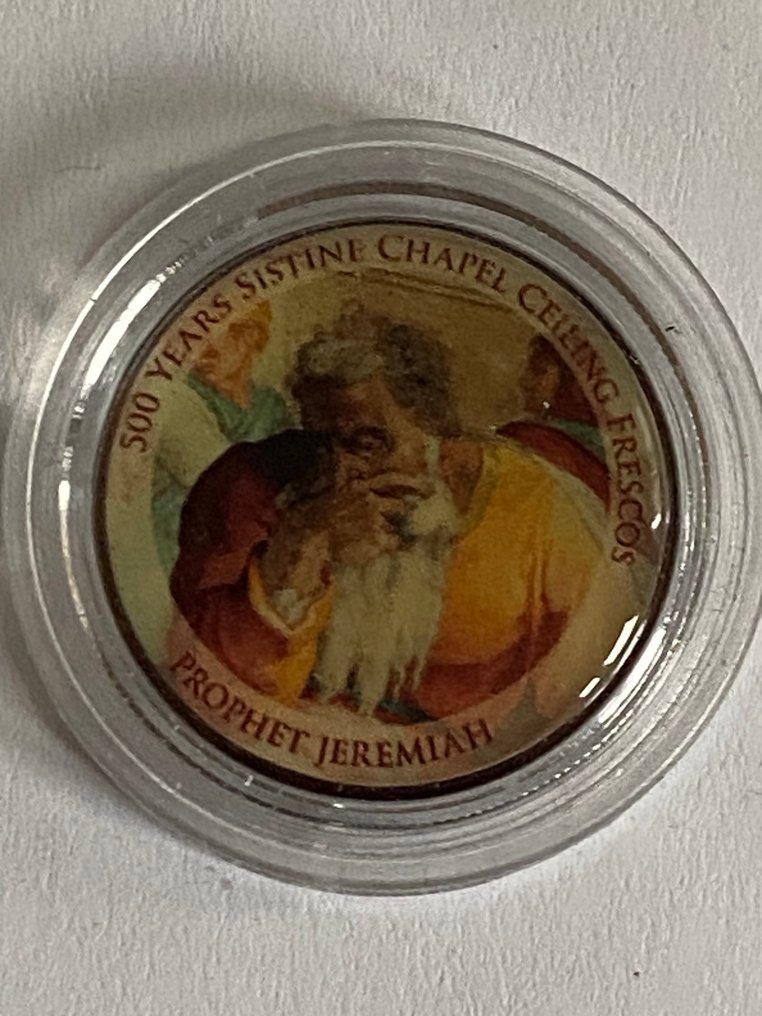 500 YEARS SISTINE CHAPEL CEILING FRESCOS
PROPHET JEREMIAH